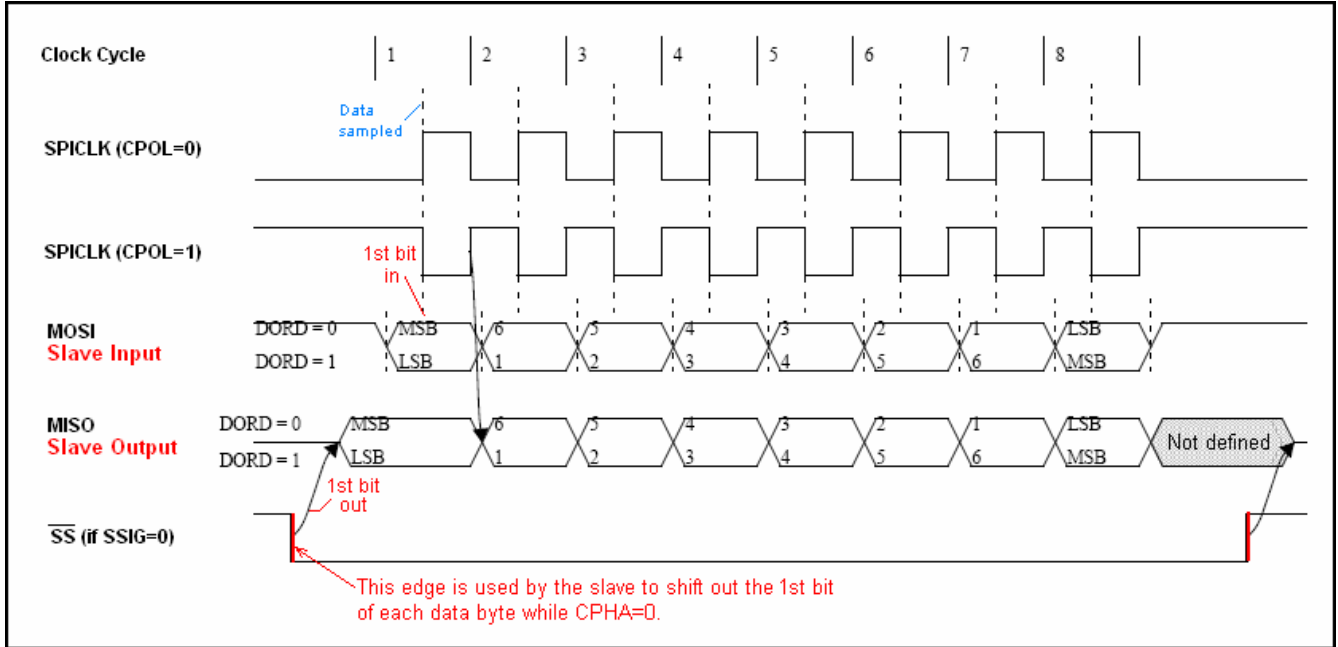 Clock Cycle 1 2 3 4 5 6 7 8
Data
sampled
SPICLK (CPOL=0)
SPICLK (CPOL=1)
1st bit
in
MOSI
Slave Input
DORD = 0 MSB 6 5 4 3 2 1 LSB
DORD = 1 LSB 1 2 3 4 5 6 MSB
MISO
Slave Output
DORD = 0 MSB 6 5 4 3 2 1 LSB
DORD = 1 LSB 1 2 3 4 5 6 MSB
Not defined
1st bit
out
SS (if SSIG=0)
This edge is used by the slave to shift out the 1st bit
of each data byte while CPHA=0.